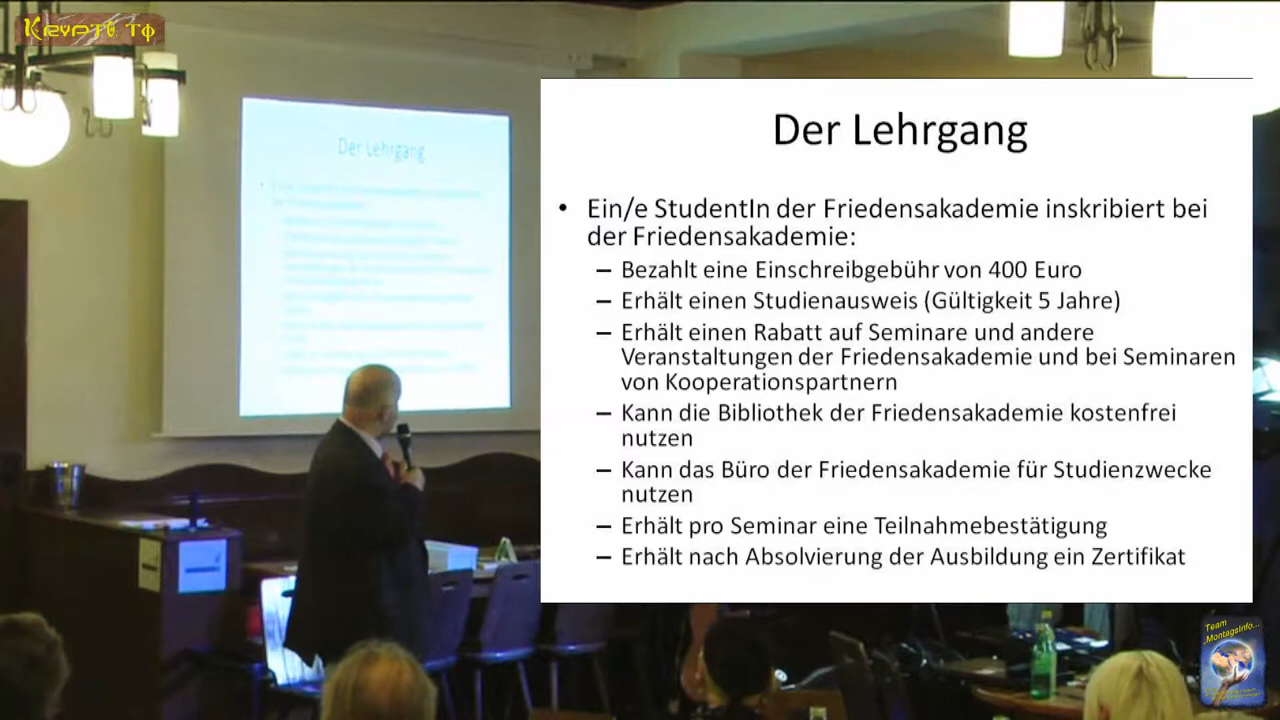 Krypto TV
Der Lehrgang
Der Lehrgang
• Ein/e StudentIn der Friedensakademie inskribiert bei
der Friedensakademie:
– Bezahlt eine Einschreibgebühr von 400 Euro
– Erhält einen Studienausweis (Gültigkeit 5 Jahre)
– Erhält einen Rabatt auf Seminare und andere
Veranstaltungen der Friedensakademie und bei Seminaren
von Kooperationspartnern
– Kann die Bibliothek der Friedensakademie kostenfrei
nutzen
– Kann das Büro der Friedensakademie für Studienzwecke
nutzen
– Erhält pro Seminar eine Teilnahmebestätigung
– Erhält nach Absolvierung der Ausbildung ein Zertifikat
Team
„MontagsInfo...